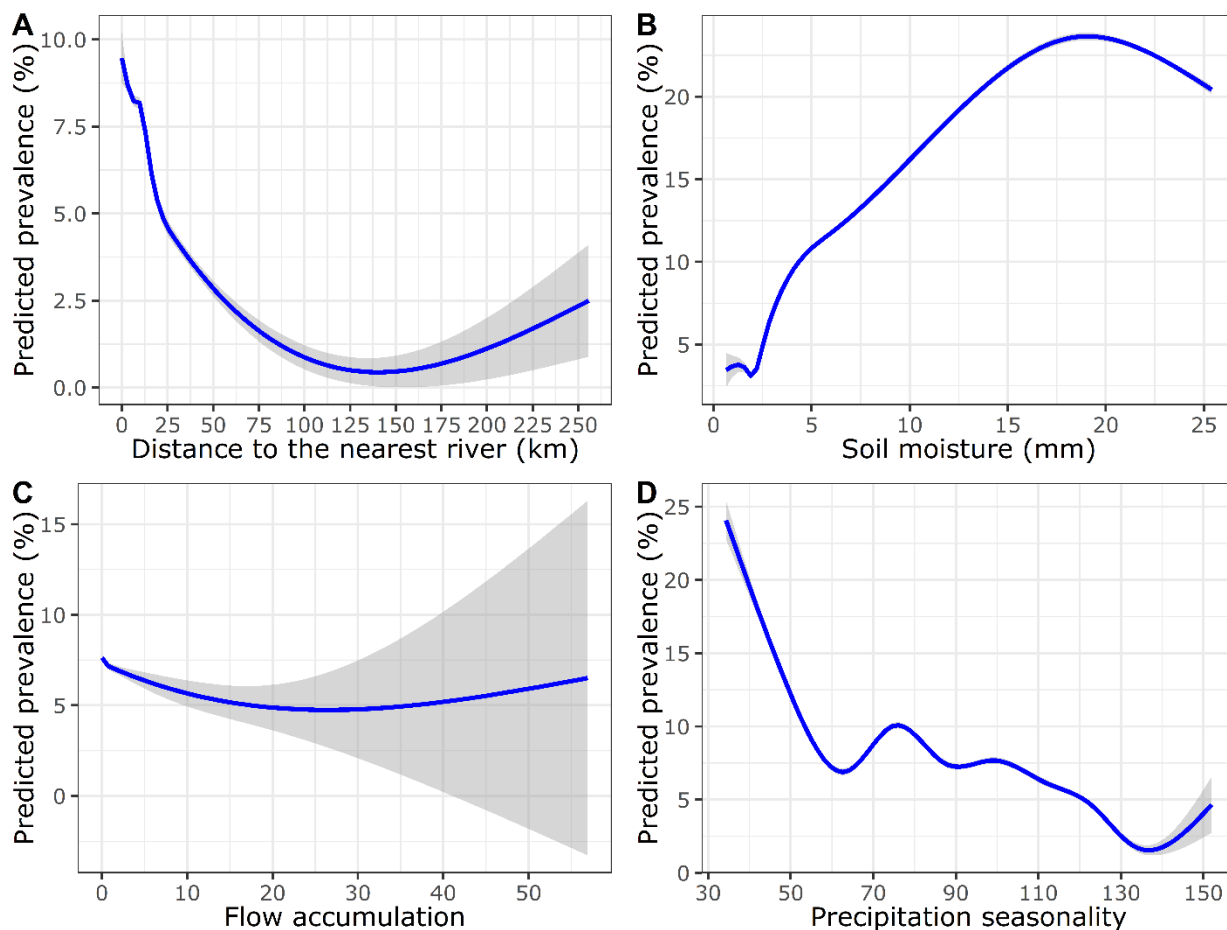 A
Predicted prevalence (%)
10.0
7.5
5.0
2.5
0.0
0 25 50 75 100 125 150 175 200 225 250
Distance to the nearest river (km)
B
Predicted prevalence (%)
20
15
10
5
0 5 10 15 20 25
Soil moisture (mm)
C
Predicted prevalence (%)
15
10
5
0
0 10 20 30 40 50
Flow accumulation
D
Predicted prevalence (%)
25
20
15
10
5
0
30 50 70 90 110 130 150
Precipitation seasonality